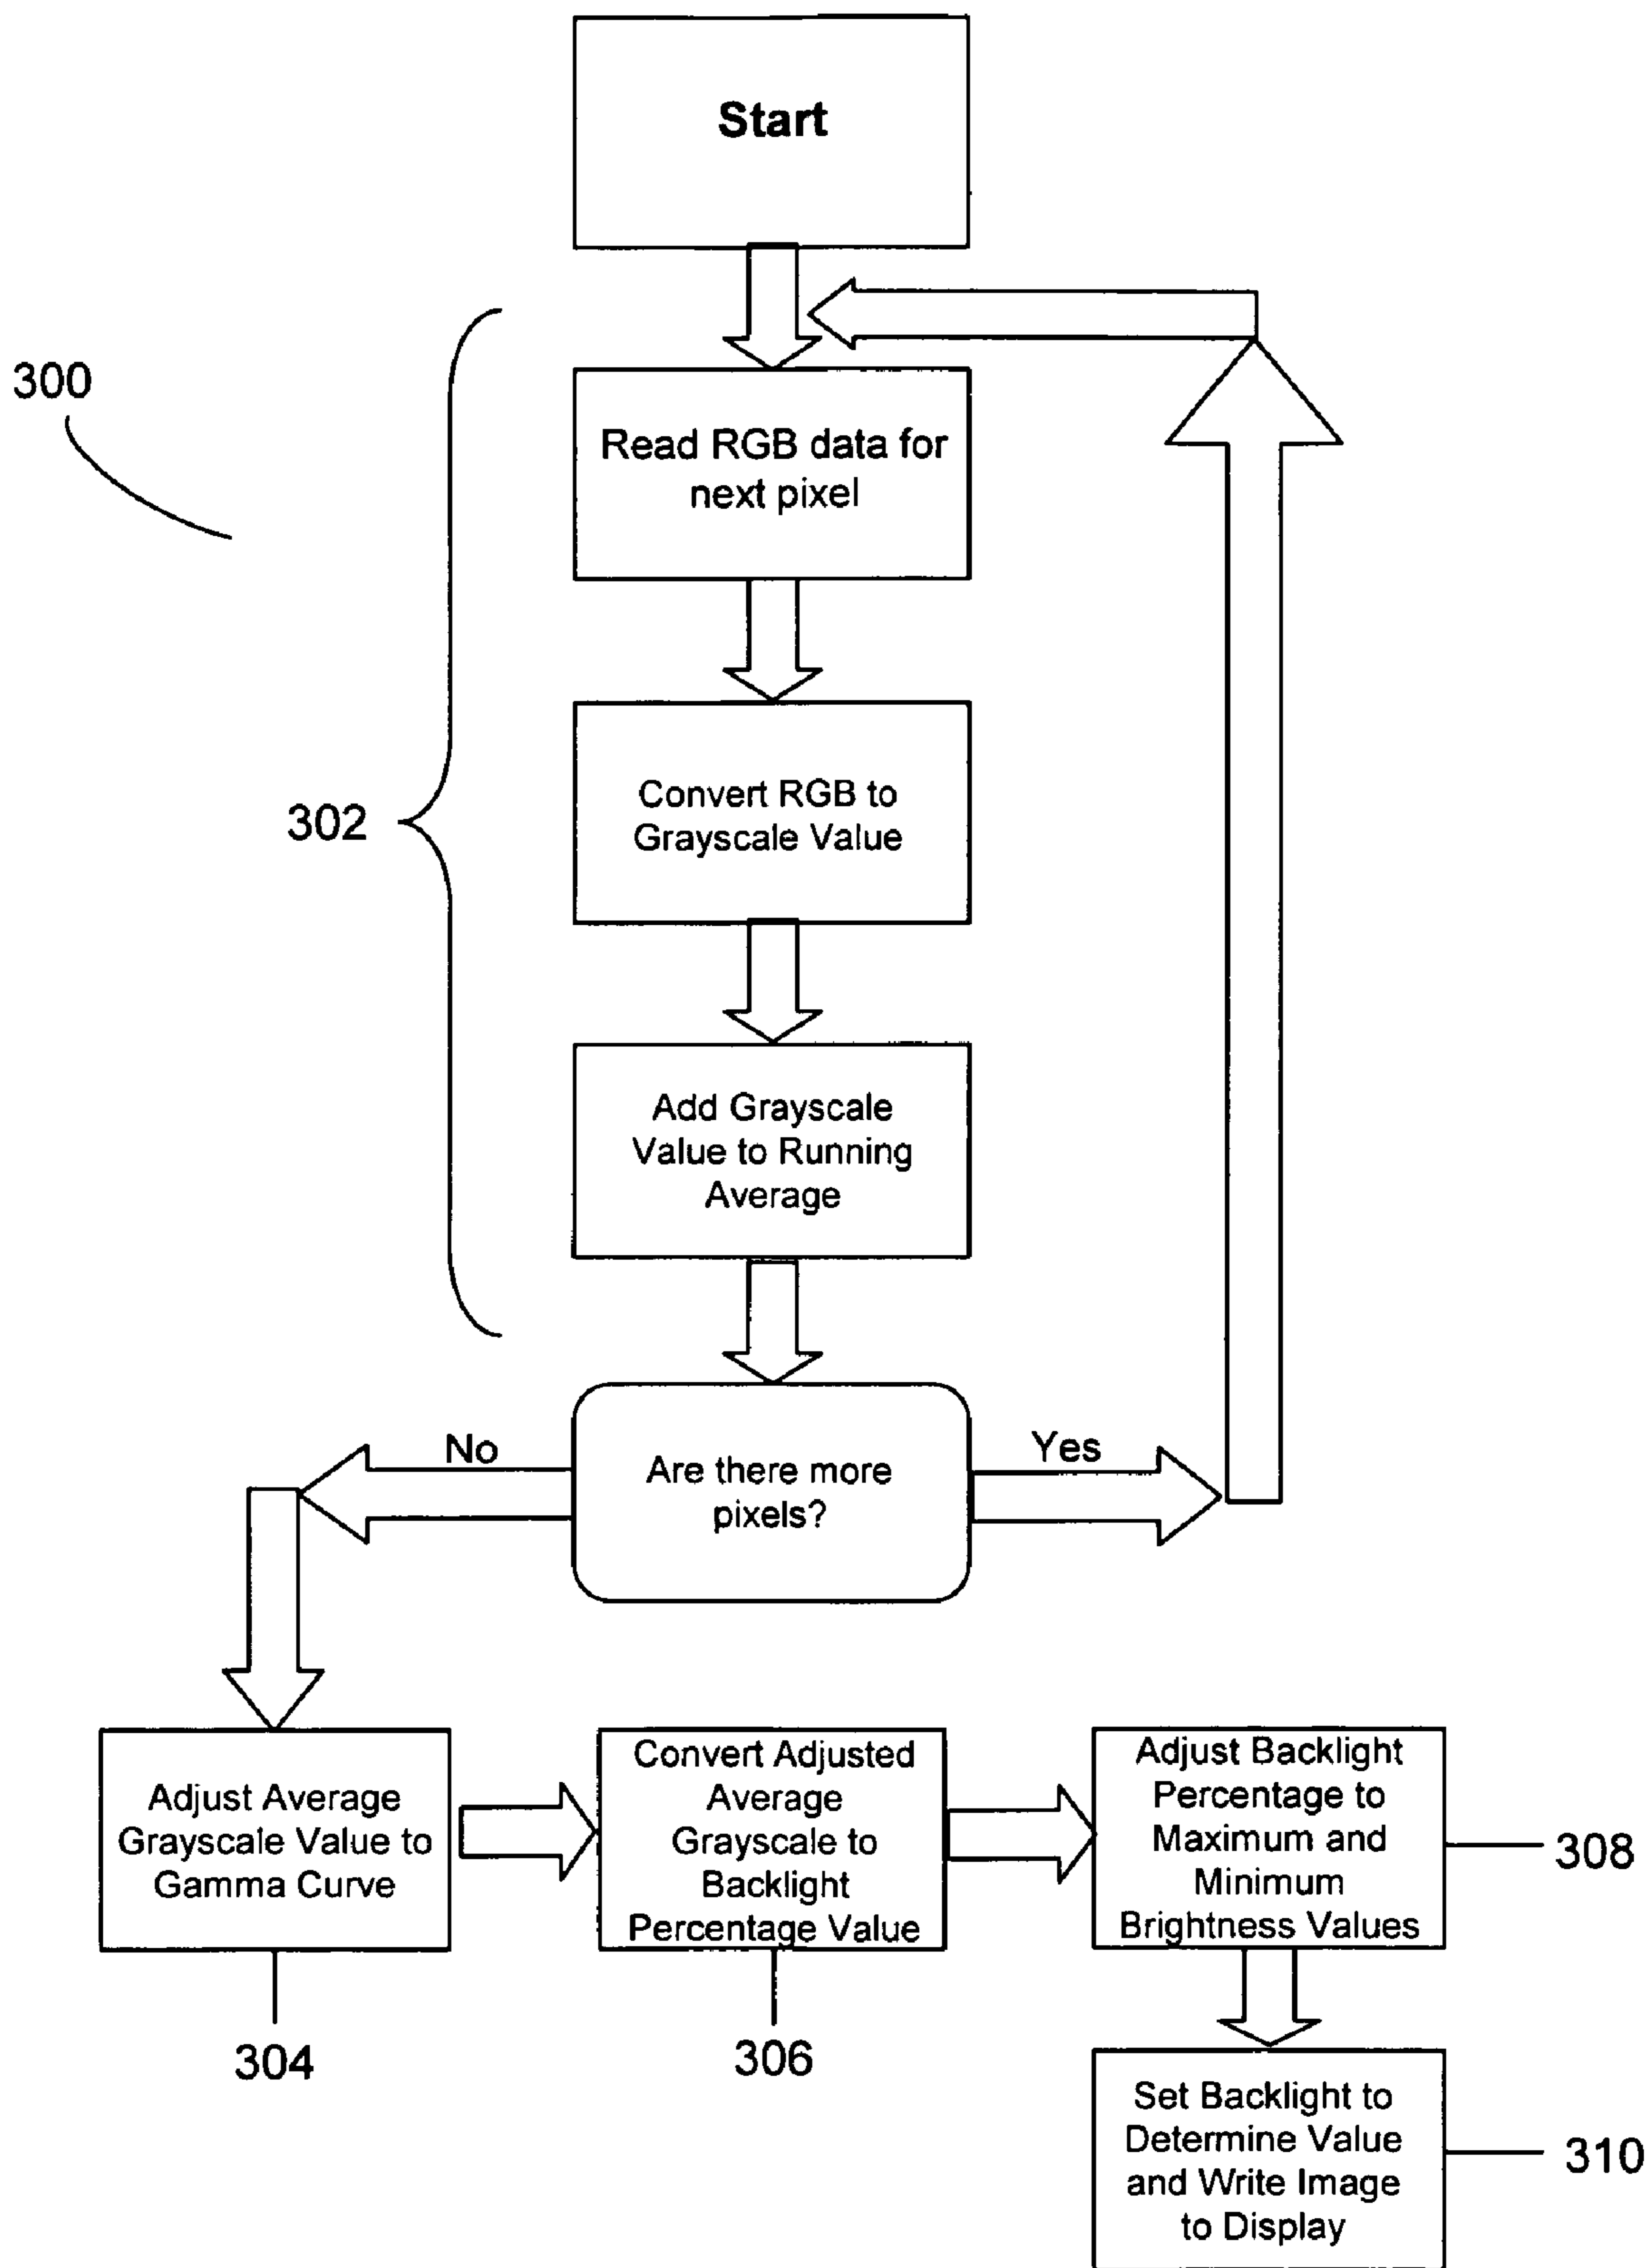 Start
300
Read RGB data for
next pixel
302
Convert RGB to
Grayscale Value
Add Grayscale
Value to Running
Average
No
Are there more
pixels?
Yes
Adjust Average
Grayscale Value to
Gamma Curve
304
Convert Adjusted
Average
Grayscale to
Backlight
Percentage Value
306
Adjust Backlight
Percentage to
Maximum and
Minimum
Brightness Values
308
Set Backlight to
Determine Value
and Write Image
to Display
310